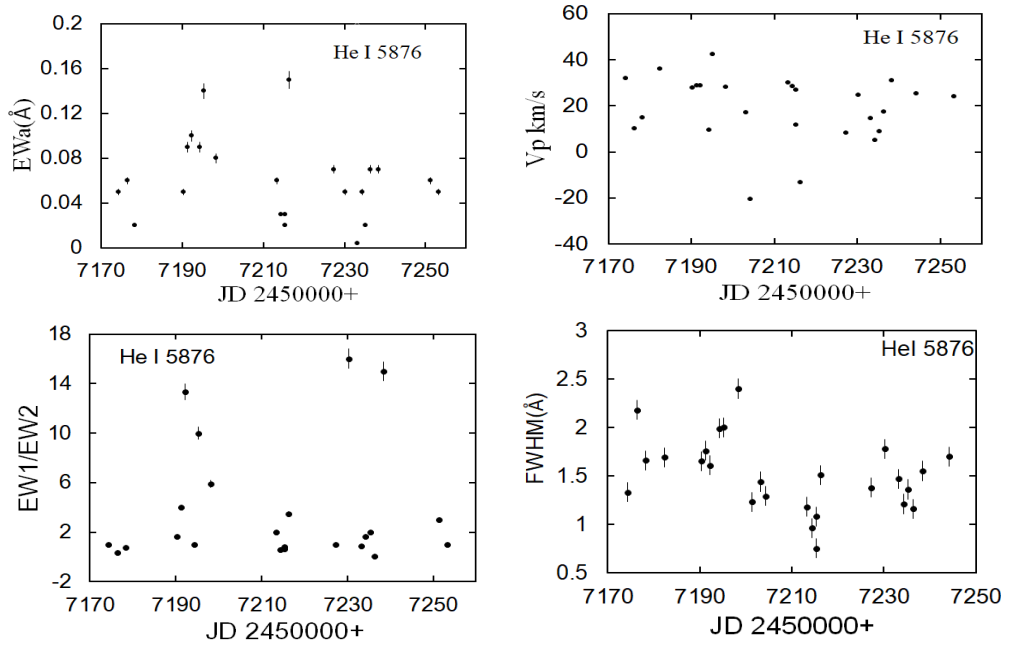 0.2
0.16
0.12
0.08
0.04
0
EWa(Å)
He I 5876
7170 7190 7210 7230 7250
JD 2450000+
60
40
20
0
-20
-40
Vp km/s
He I 5876
7170 7190 7210 7230 7250
JD 2450000+
18
14
10
6
2
-2
EW1/EW2
He I 5876
7170 7190 7210 7230 7250
JD 2450000+
3
2.5
2
1.5
1
0.5
FWHM(Å)
HeI 5876
7170 7190 7210 7230 7250
JD 2450000+